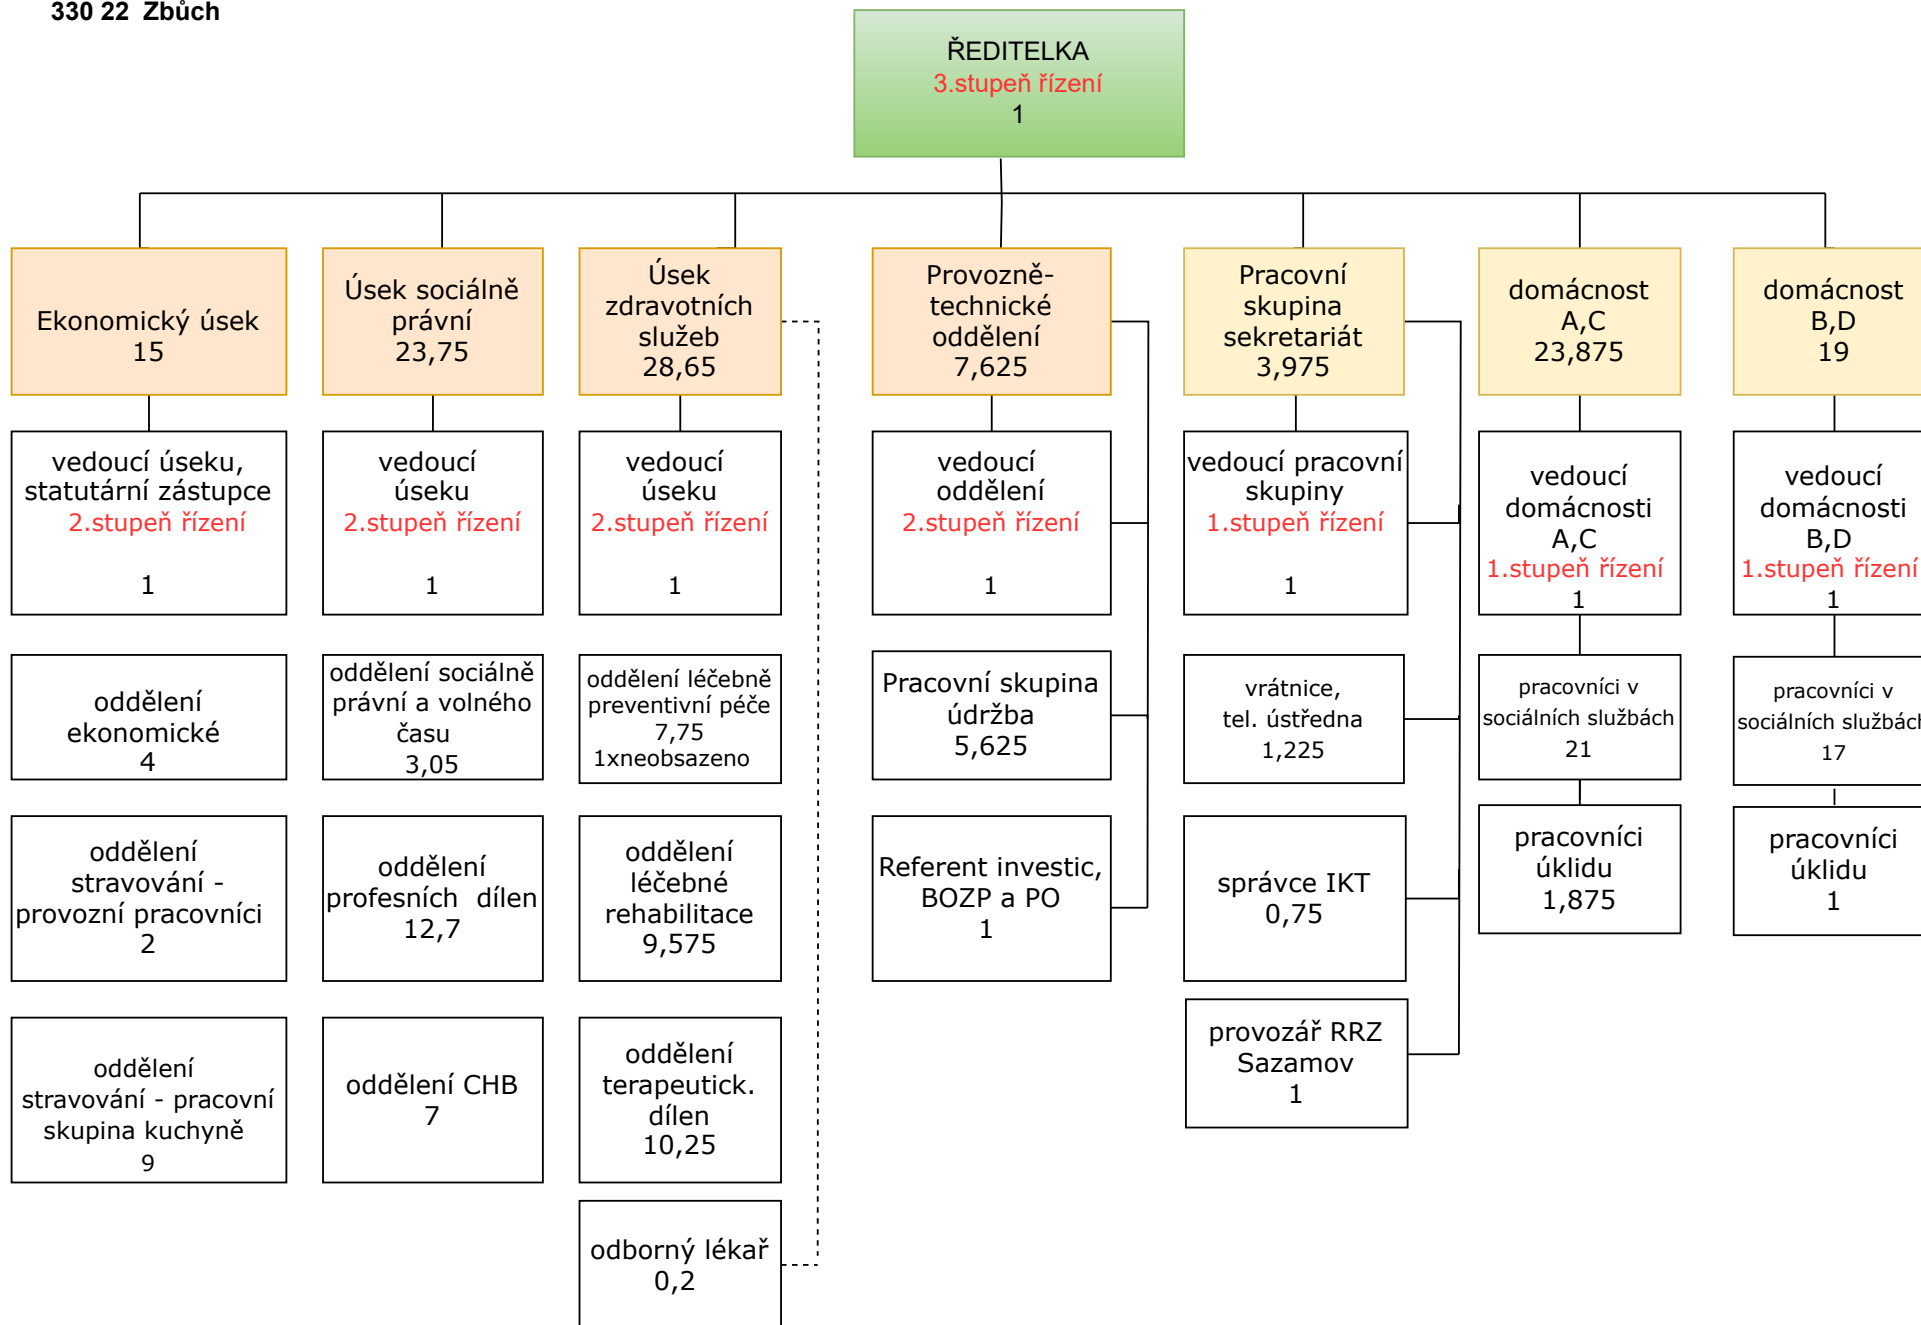 330 22 Zbůch
ŘEDITELKA
3.stupeň řízení
1
Ekonomický úsek
15
Úsek sociálně
právní
23,75
Úsek
zdravotních
služeb
28,65
Provozně-
technické
oddělení
7,625
Pracovní
skupina
sekretariát
3,975
domácnost
A,C
23,875
domácnost
B,D
19
vedoucí úseku,
statutární zástupce
2.stupeň řízení
1
vedoucí
úseku
2.stupeň řízení
1
vedoucí
úseku
2.stupeň řízení
1
vedoucí
oddělení
2.stupeň řízení
1
vedoucí pracovní
skupiny
1.stupeň řízení
1
vedoucí
domácnosti
A,C
1.stupeň řízení
1
vedoucí
domácnosti
B,D
1.stupeň řízení
1
oddělení
ekonomické
4
oddělení sociálně
právní a volného
času
3,05
oddělení léčebně
preventivní péče
7,75
1xneobsazeno
Pracovní skupina
údržba
5,625
vrátnice,
tel. ústředna
1,225
pracovníci v
sociálních službách
21
pracovníci v
sociálních službách
17
oddělení
stravování -
provozní pracovníci
2
oddělení
profesních dílen
12,7
oddělení
léčebné
rehabilitace
9,575
Referent investic,
BOZP a PO
1
správce IKT
0,75
pracovníci
úklidu
1,875
pracovníci
úklidu
1
oddělení
stravování - pracovní
skupina kuchyně
9
oddělení CHB
7
oddělení
terapeutick.
dílen
10,25
provozář RRZ
Sazamov
1
odborný lékař
0,2